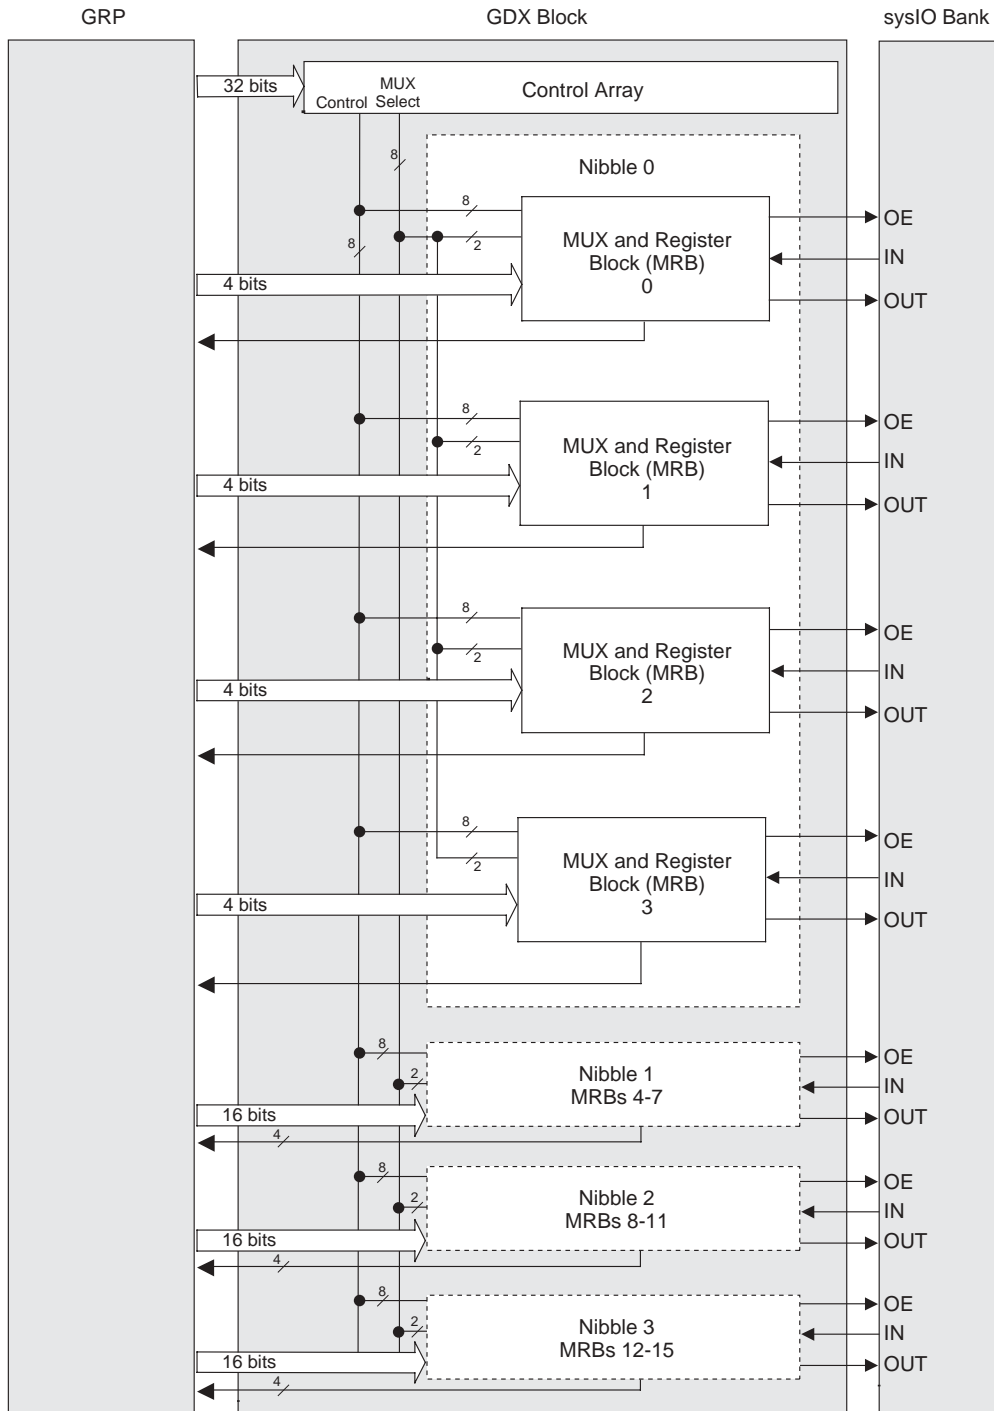 GRP
GDX Block
sysIO Bank
32 bits
Control
MUX
Select
Control Array
8
Nibble 0
8
8
2
MUX and Register
Block (MRB)
0
OE
IN
OUT
4 bits
8
2
MUX and Register
Block (MRB)
1
OE
IN
OUT
4 bits
8
2
MUX and Register
Block (MRB)
2
OE
IN
OUT
4 bits
8
2
MUX and Register
Block (MRB)
3
OE
IN
OUT
4 bits
8
2
Nibble 1
MRBs 4-7
OE
IN
OUT
16 bits
4
8
2
Nibble 2
MRBs 8-11
OE
IN
OUT
16 bits
4
8
2
Nibble 3
MRBs 12-15
OE
IN
OUT
16 bits
4